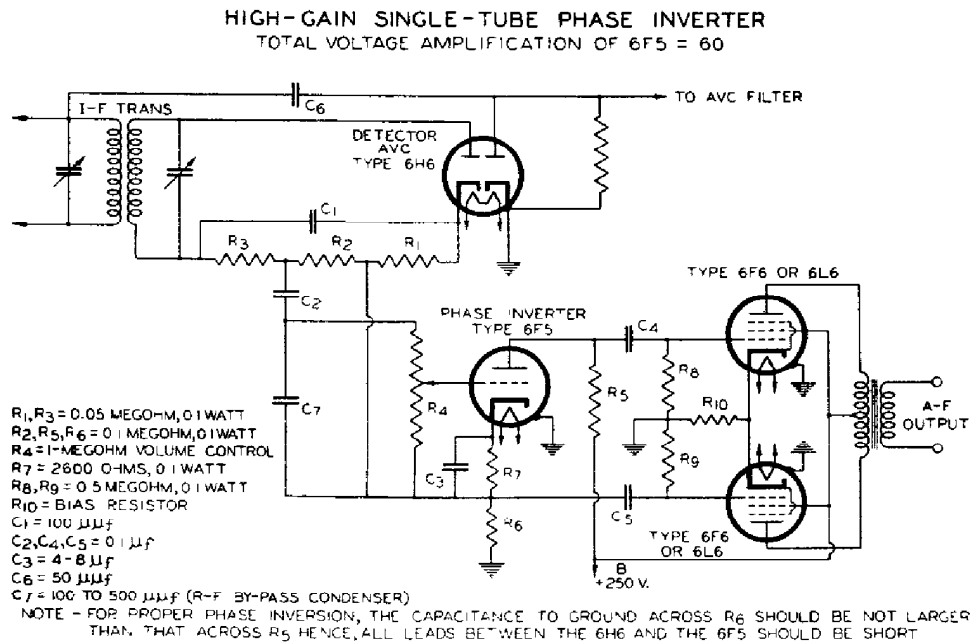 HIGH-GAIN SINGLE-TUBE PHASE INVERTER
TOTAL VOLTAGE AMPLIFICATION OF 6F5 = 60
C6
TO AVC FILTER
I-F TRANS
DETECTOR
AVC
TYPE 6H6
C1
R3
R2
R1
C2
TYPE 6F6 OR 6L6
PHASE INVERTER
TYPE 6F5
C4
R4
R5
R8
R10
A-F
OUTPUT
C7
C3
R7
R9
C5
R6
TYPE 6F6
OR 6L6
B
+250 V.
R1,R3 = 0.05 MEGOHM, 0.1 WATT
R2,R5,R6 = 0.1 MEGOHM, 0.1 WATT
R4 = 1-MEGOHM VOLUME CONTROL
R7 = 2600 OHMS, 0.1 WATT
R8,R9 = 0.5 MEGOHM, 0.1 WATT
R10 = BIAS RESISTOR
C1 = 100 μμf
C2,C4,C5 = 0.1 μf
C3 = 4-8 μf
C6 = 50 μμf
C7 = 100 TO 500 μμf (R-F BY-PASS CONDENSER)
NOTE - FOR PROPER PHASE INVERSION, THE CAPACITANCE TO GROUND ACROSS R6 SHOULD BE NOT LARGER
THAN THAT ACROSS R5 HENCE, ALL LEADS BETWEEN THE 6H6 AND THE 6F5 SHOULD BE SHORT